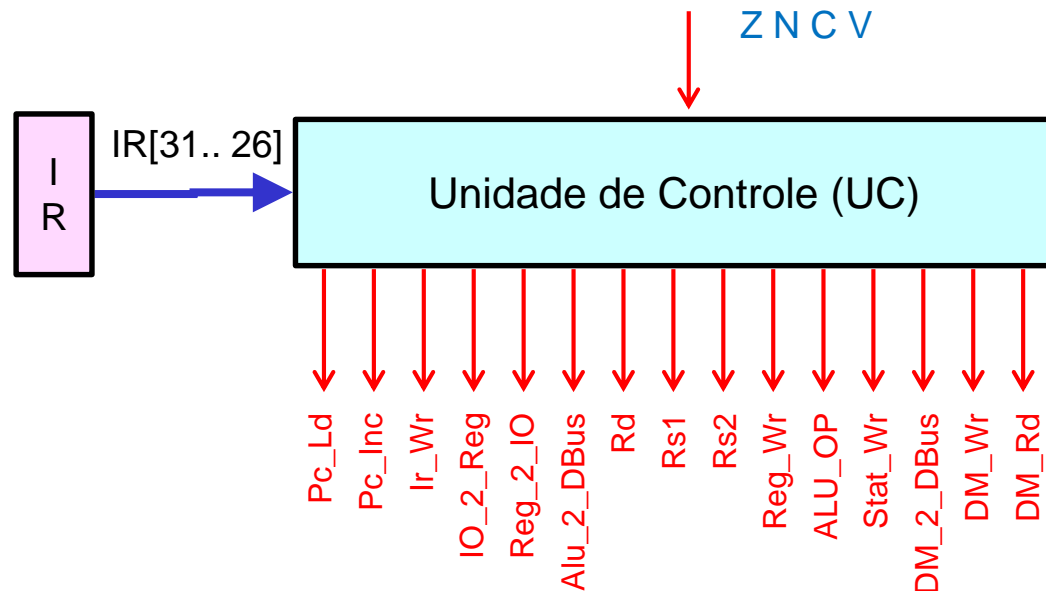 Z N C V
IR[31.. 26]
I
R
Unidade de Controle (UC)
Pc_Ld
Pc_Inc
Ir_Wr
IO_2_Reg
Reg_2_IO
Alu_2_DBus
Rd
Rs1
Rs2
Reg_Wr
ALU_OP
Stat_Wr
DM_2_DBus
DM_Wr
DM_Rd